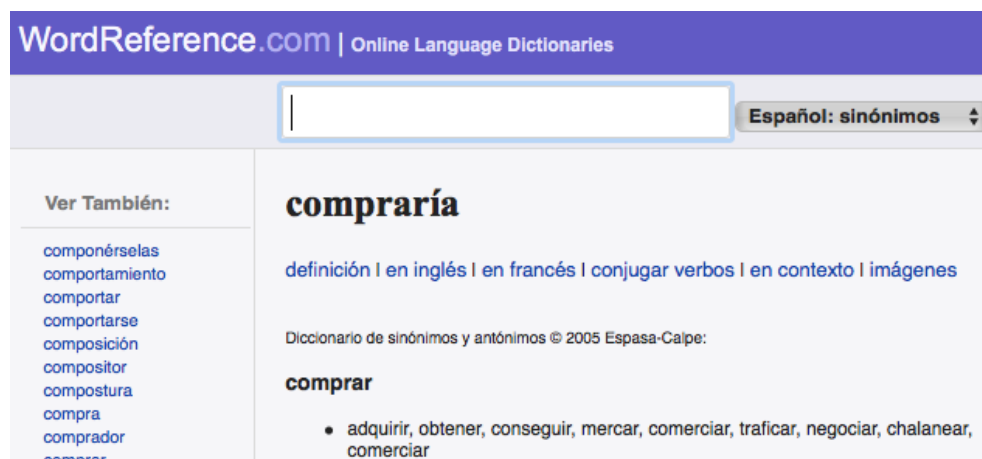 WordReference.com | Online Language Dictionaries
Español: sinónimos
Ver También:
componérselas
comportamiento
comportar
comportarse
composición
compositor
compostura
compra
comprador
compraría
definición I en inglés I en francés I conjugar verbos I en contexto I imágenes
Diccionario de sinónimos y antónimos © 2005 Espasa-Calpe:
comprar
• adquirir, obtener, conseguir, mercar, comerciar, traficar, negociar, chalanear,
comerciar